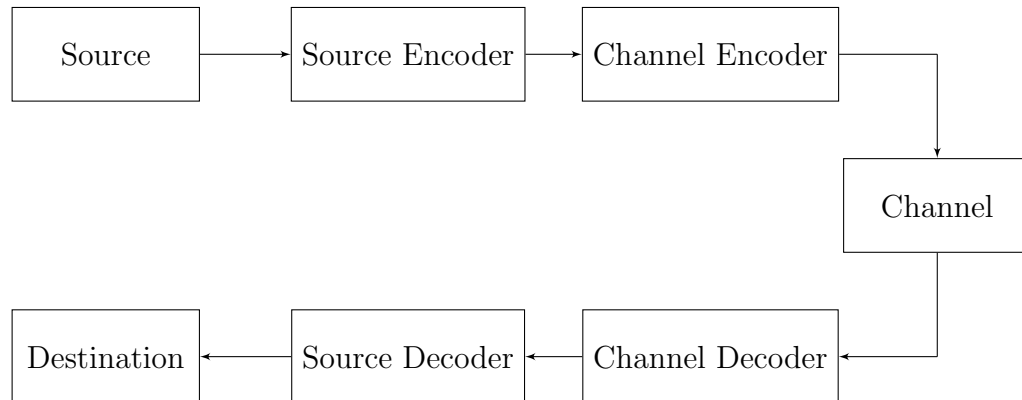 Source
Source Encoder
Channel Encoder
Channel
Destination
Source Decoder
Channel Decoder